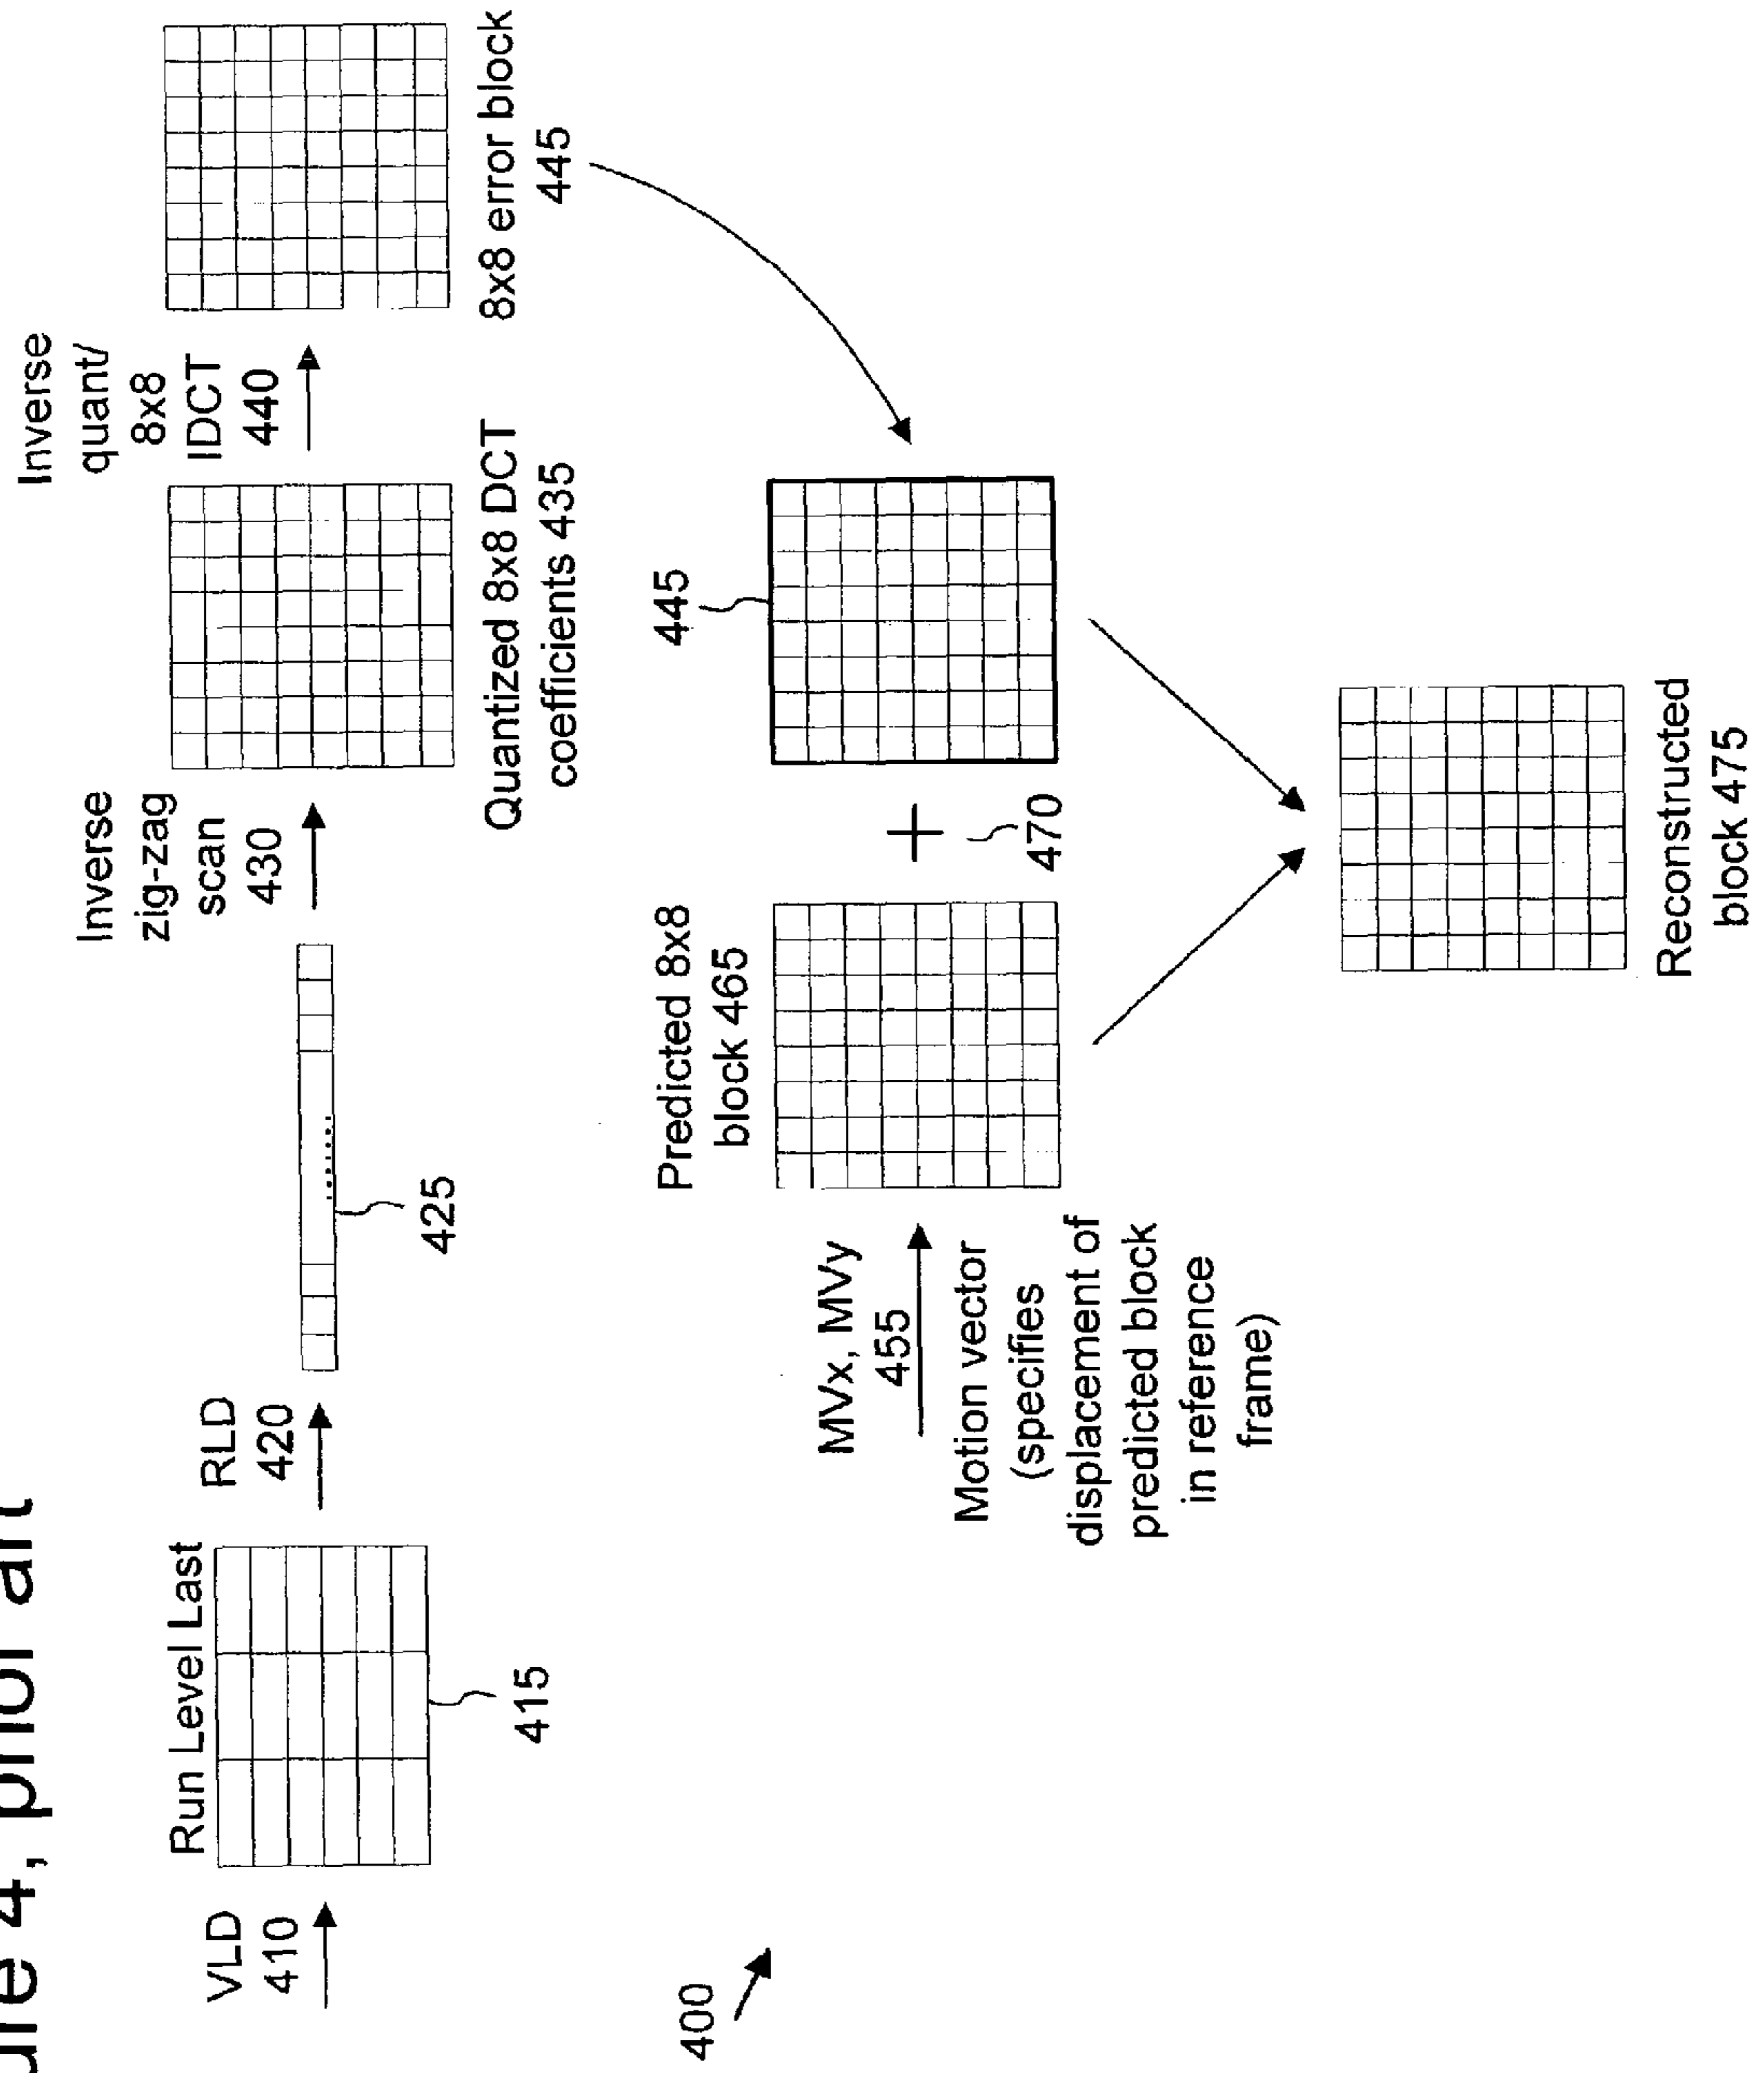 4, prior art
VLD
410
Run Level Last
415
RLD
420
425
Inverse
zig-zag
scan
430
Quantized 8x8 DCT
coefficients 435
Inverse
quant/
8x8
IDCT
440
8x8 error block
445
400
MVx, MVy
455
Motion vector
(specifies
displacement of
predicted block
in reference
frame)
Predicted 8x8
block 465
+
470
445
Reconstructed
block 475